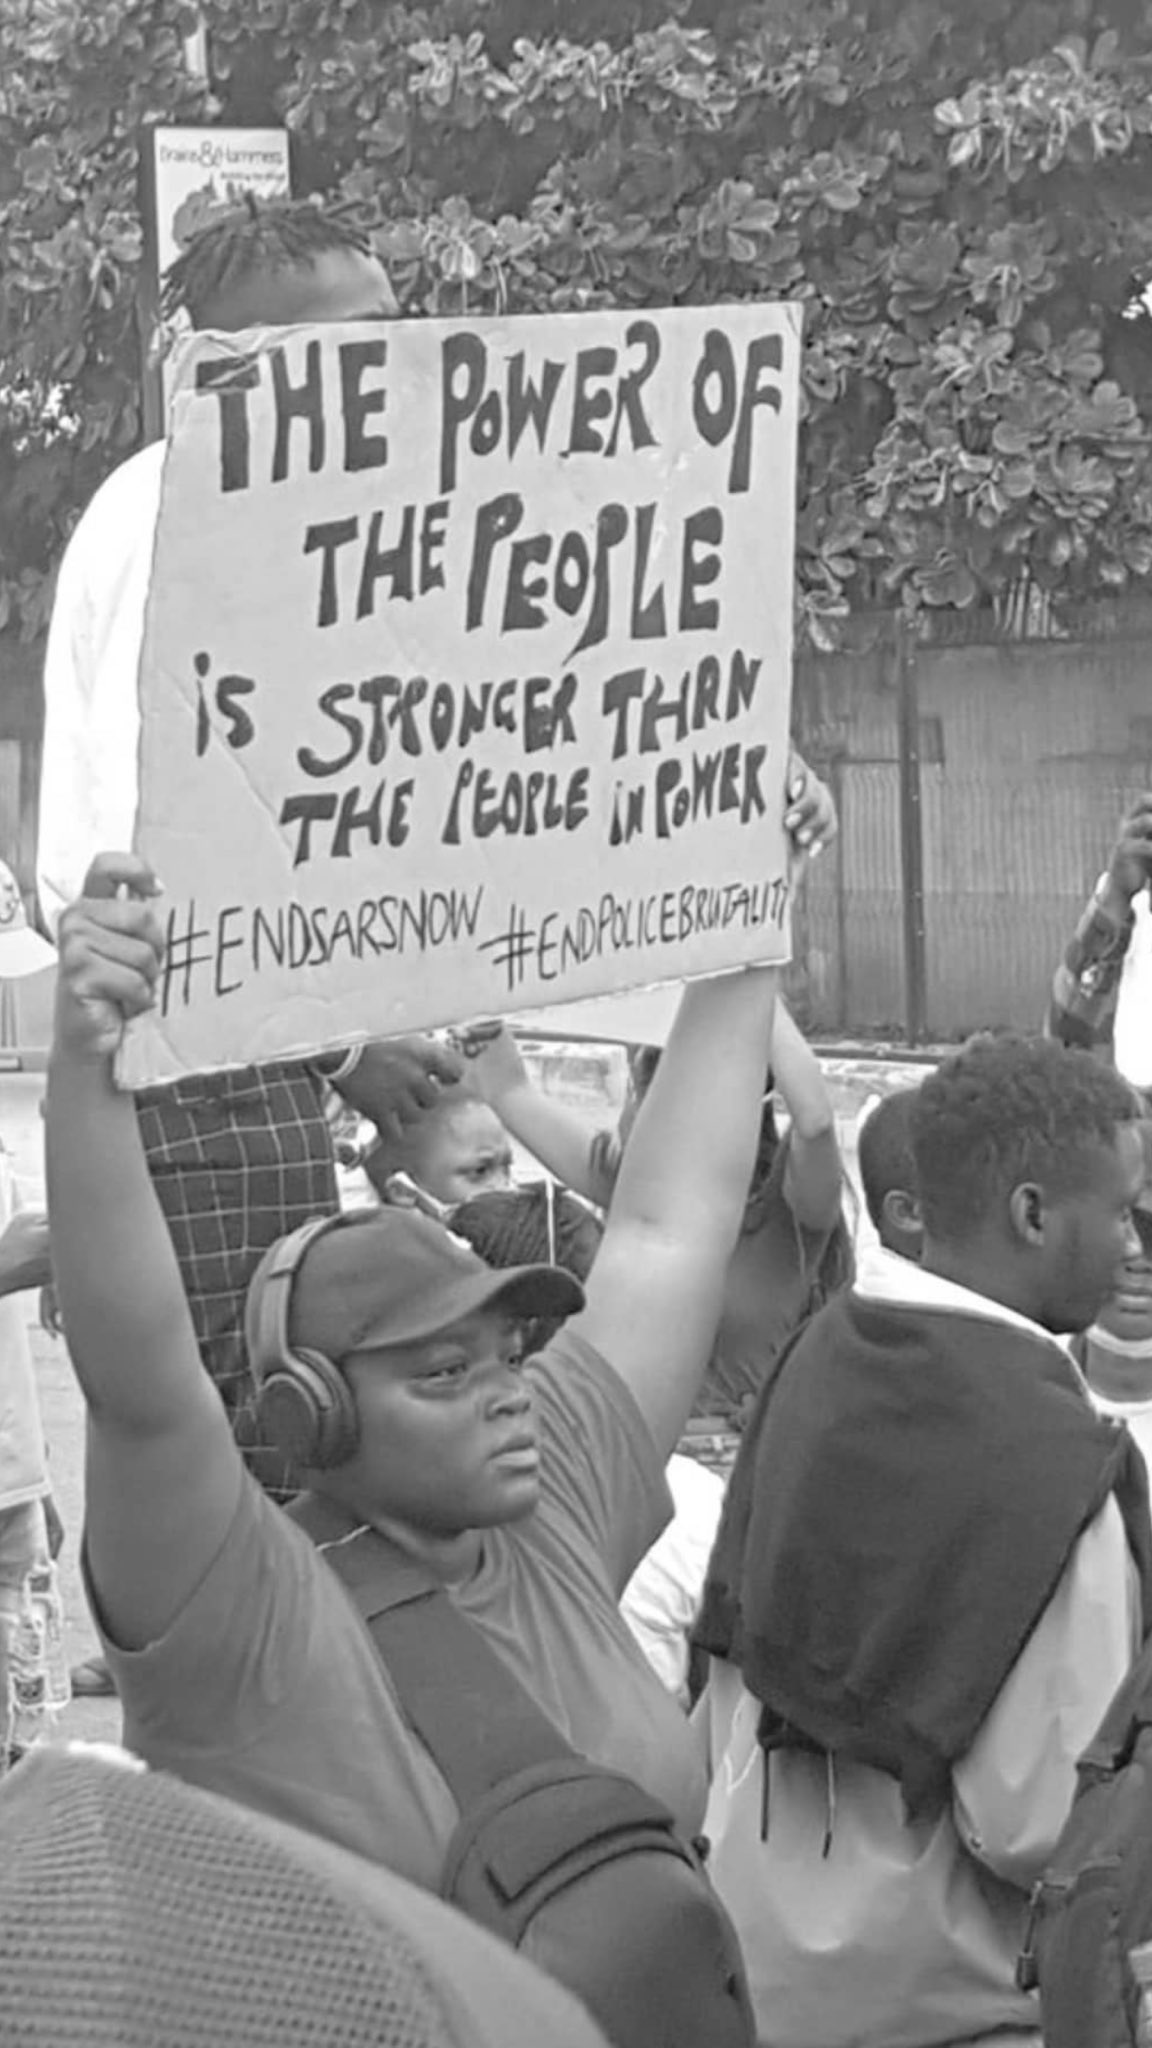 Brains&Hammers
THE POWER OF
THE PEOPLE
is STRONGER THAN
THE PEOPLE in POWER
#ENDSARSNOW #ENDPOLICEBRUTALITY